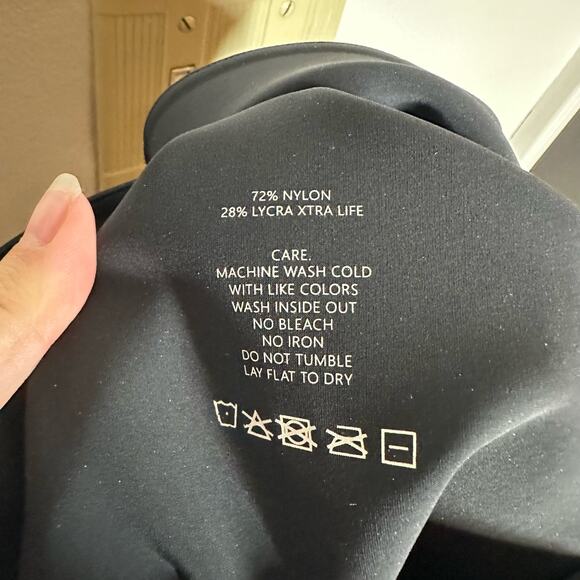 72% NYLON
28% LYCRA XTRA LIFE
CARE.
MACHINE WASH COLD
WITH LIKE COLORS
WASH INSIDE OUT
NO BLEACH
NO IRON
DO NOT TUMBLE
LAY FLAT TO DRY